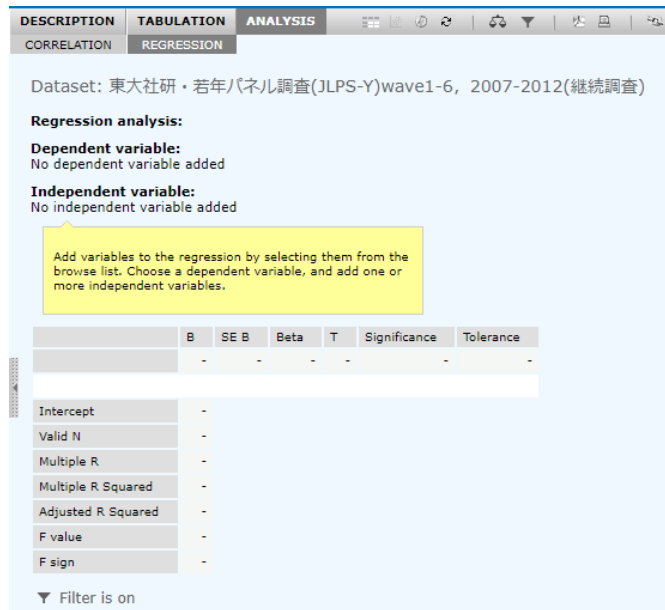 DESCRIPTION TABULATION ANALYSIS
CORRELATION REGRESSION
Dataset: 東大社研・若年パネル調査(JLPS-Y)wave1-6，2007-2012(継続調査)
Regression analysis:
Dependent variable:
No dependent variable added
Independent variable:
No independent variable added
Add variables to the regression by selecting them from the
browse list. Choose a dependent variable, and add one or
more independent variables.
B SE B Beta T Significance Tolerance
- - - - - -
Intercept -
Valid N -
Multiple R -
Multiple R Squared -
Adjusted R Squared -
F value -
F sign -
Filter is on